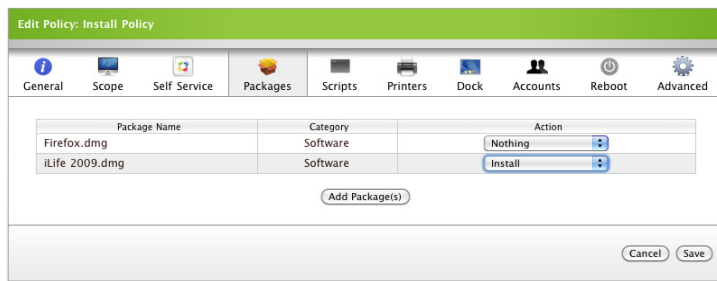 Edit Policy: Install Policy
General Scope Self Service Packages Scripts Printers Dock Accounts Reboot Advanced
Package Name Category Action
Firefox.dmg Software Nothing
iLife 2009.dmg Software Install
Add Package(s)
Cancel Save